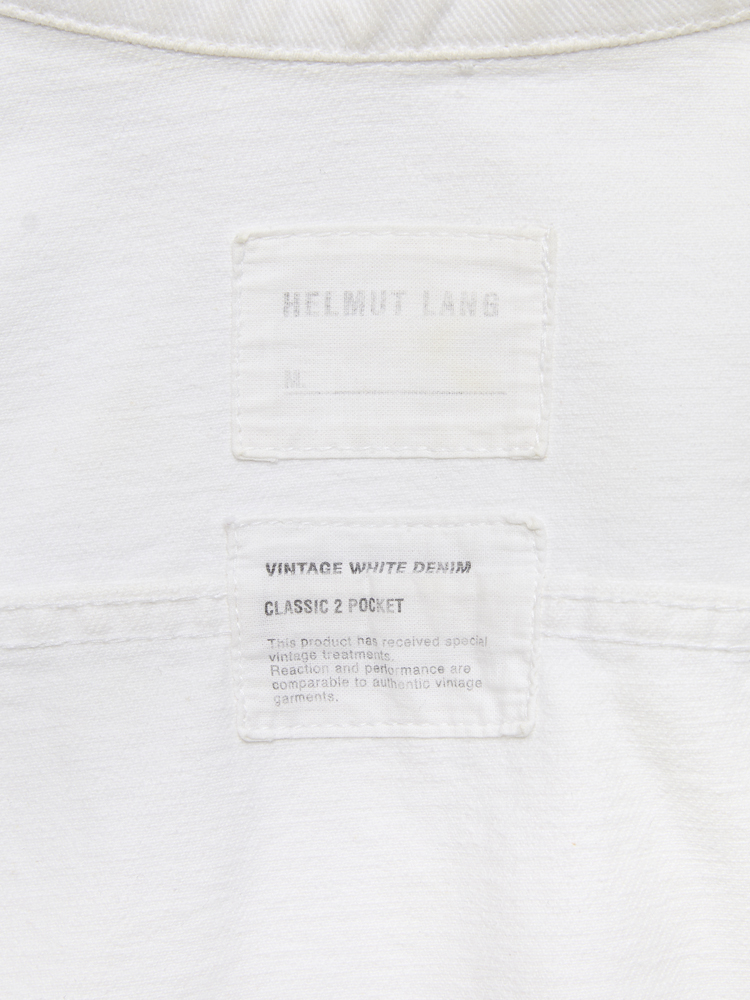 HELMUT LANG
M.
VINTAGE WHITE DENIM
CLASSIC 2 POCKET
This product has received special
vintage treatments.
Reaction and performance are
comparable to authentic vintage
garments.